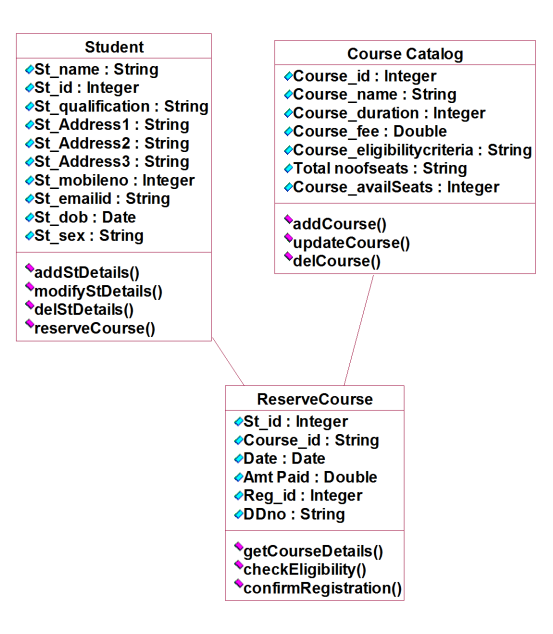 Student
St_name : String
St_id : Integer
St_qualification : String
St_Address1 : String
St_Address2 : String
St_Address3 : String
St_mobileno : Integer
St_emailid : String
St_dob : Date
St_sex : String
addStDetails()
modifyStDetails()
delStDetails()
reserveCourse()
Course Catalog
Course_id : Integer
Course_name : String
Course_duration : Integer
Course_fee : Double
Course_eligibilitycriteria : String
Total noofseats : String
Course_availSeats : Integer
addCourse()
updateCourse()
delCourse()
ReserveCourse
St_id : Integer
Course_id : String
Date : Date
Amt Paid : Double
Reg_id : Integer
DDno : String
getCourseDetails()
checkEligibility()
confirmRegistration()